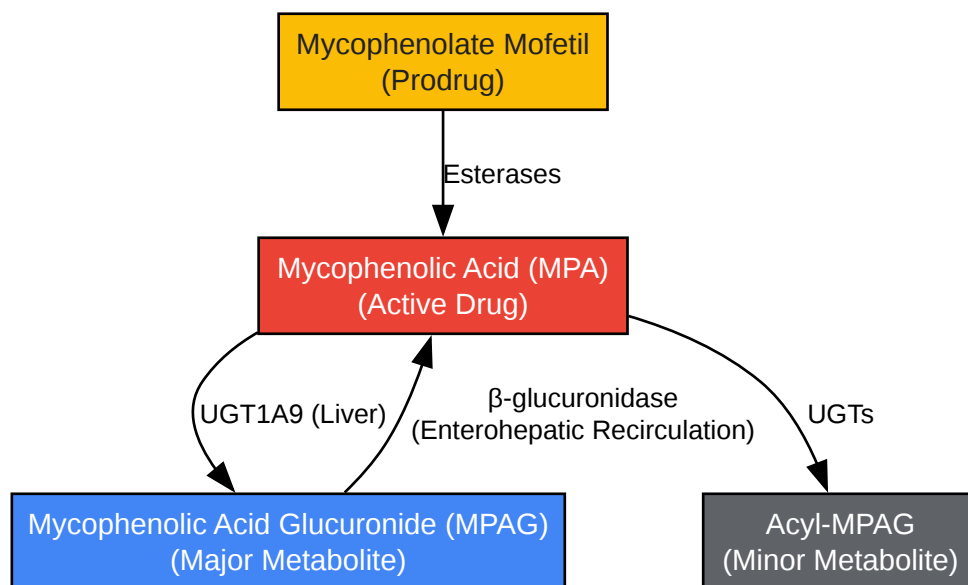 Mycophenolate Mofetil
(Prodrug)
Esterases
Mycophenolic Acid (MPA)
(Active Drug)
UGT1A9 (Liver)
β-glucuronidase
(Enterohepatic Recirculation)
UGTs
Mycophenolic Acid Glucuronide (MPAG)
(Major Metabolite)
Acyl-MPAG
(Minor Metabolite)